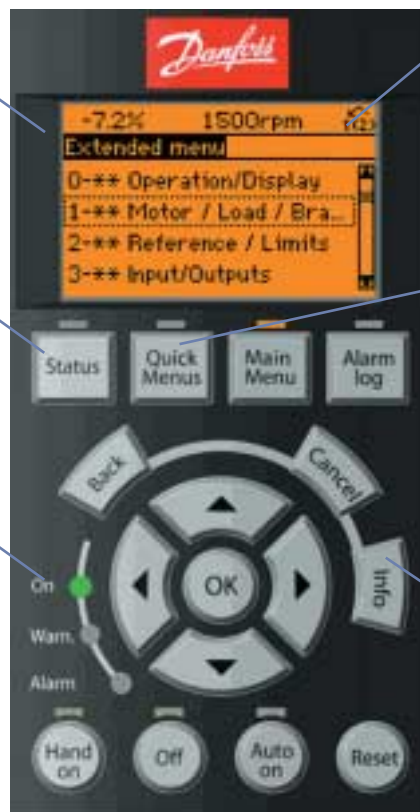 Danfoss
-7.2% 1500rpm
Extended menu
0-** Operation/Display
1-** Motor / Load / Bra...
2-** Reference / Limits
3-** Input/Outputs
Status
Quick Menus
Main Menu
Alarm log
Back
Cancel
Info
OK
On
Warn.
Alarm
Hand on
Off
Auto on
Reset